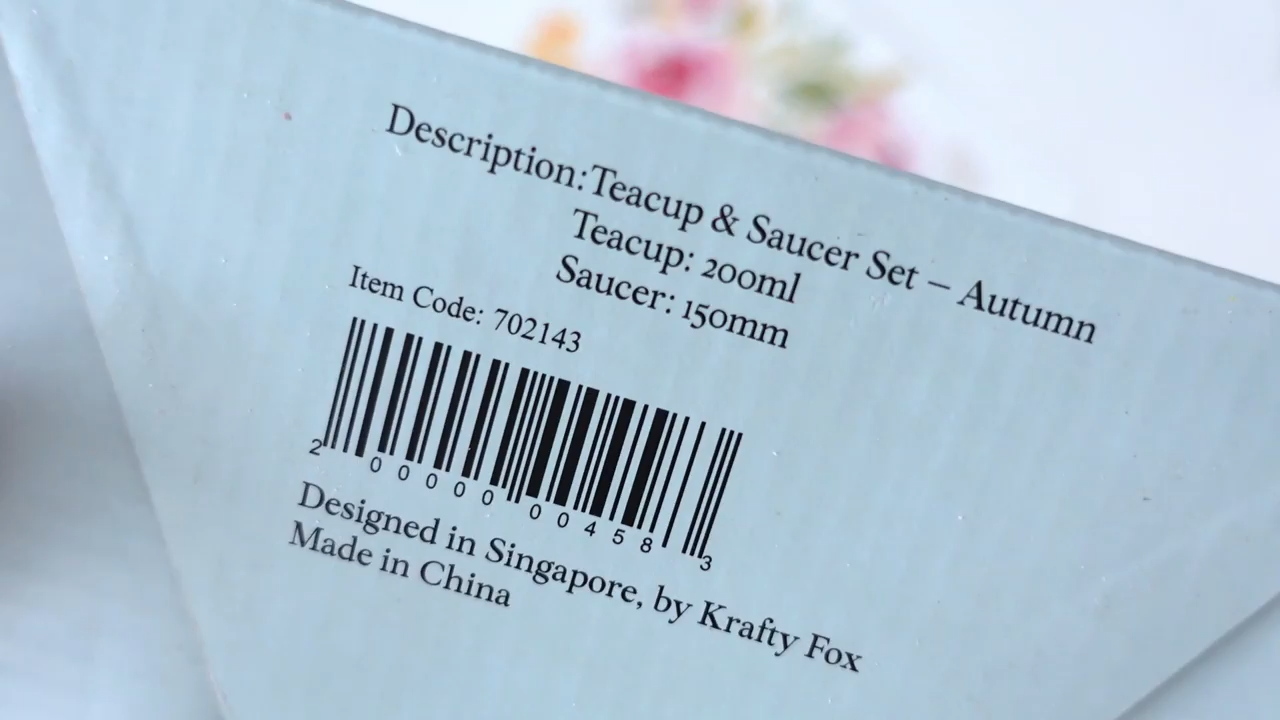 Description:Teacup & Saucer Set – Autumn
Teacup: 200ml
Saucer: 150mm
Item Code: 702143
2 00000 00458 3
Designed in Singapore, by Krafty Fox
Made in China